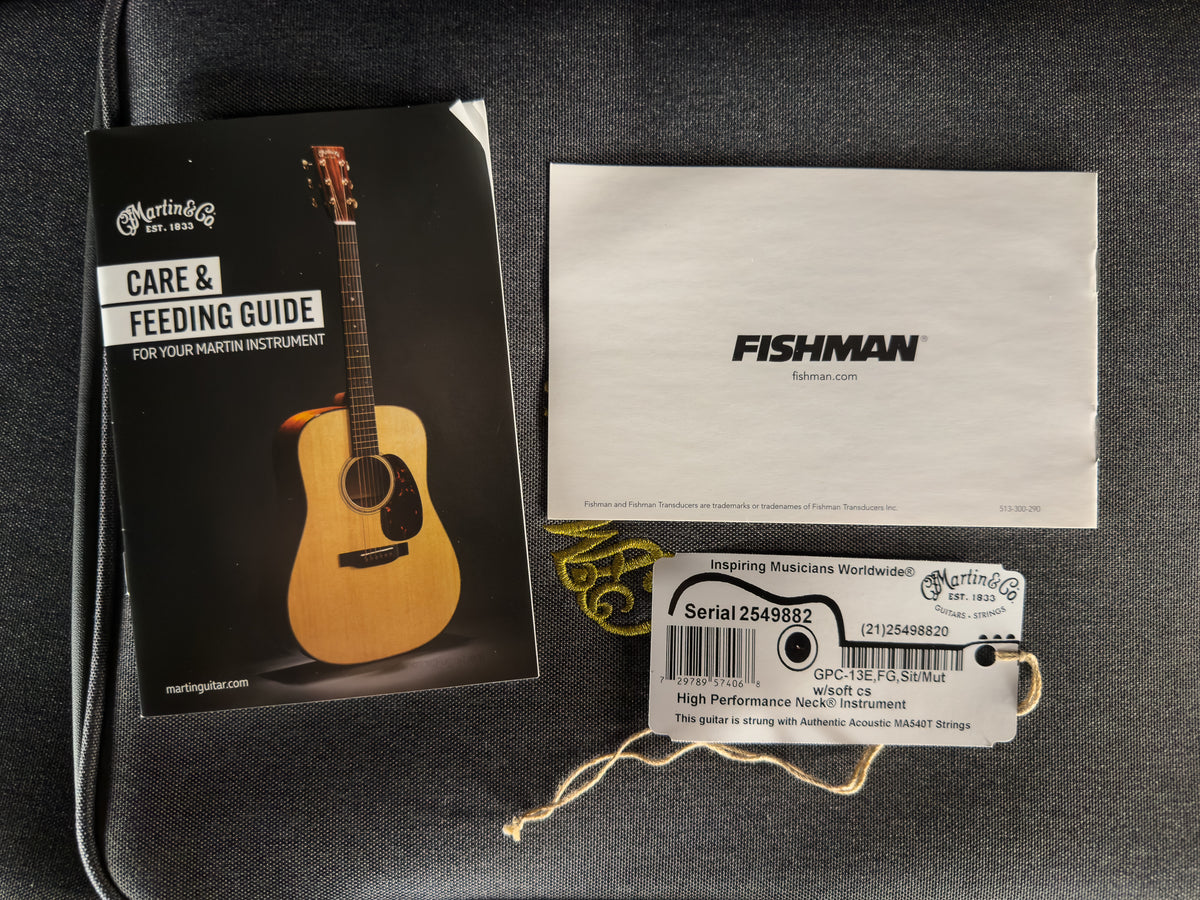 CF Martin & Co.
EST. 1833
CARE &
FEEDING GUIDE
FOR YOUR MARTIN INSTRUMENT
martinguitar.com
FISHMAN®
fishman.com
Fishman and Fishman Transducers are trademarks or tradenames of Fishman Transducers Inc.
513-300-290
Inspiring Musicians Worldwide®
CF Martin & Co.
EST. 1833
GUITARS • STRINGS
Serial 2549882
(21)25498820
7 29789 57406 8
GPC-13E,FG,Sit/Mut
w/soft cs
High Performance Neck® Instrument
This guitar is strung with Authentic Acoustic MA540T Strings